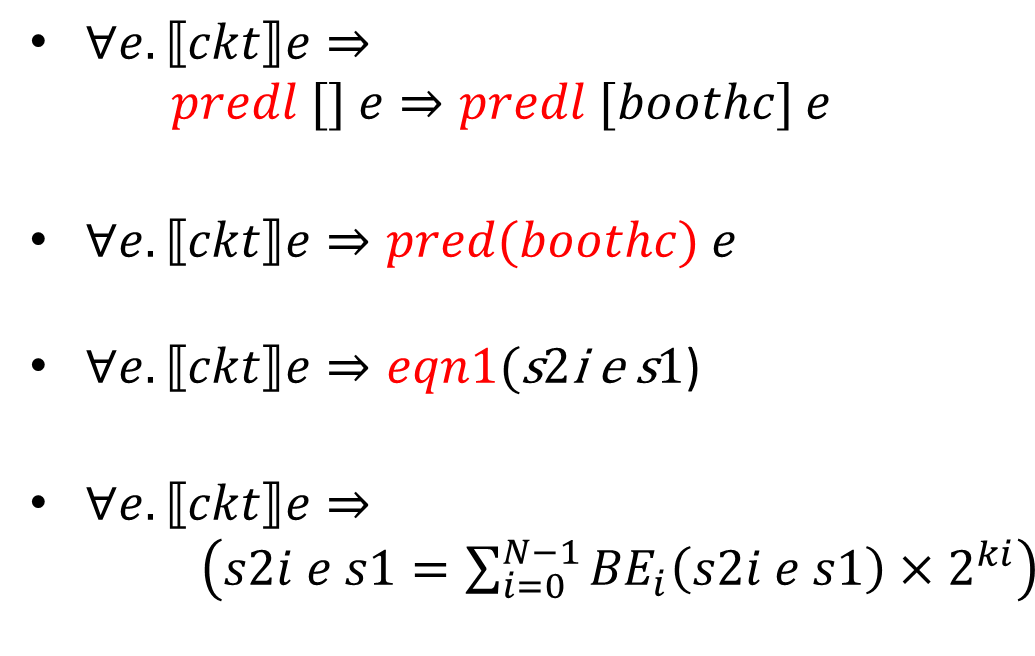 • ∀e. ⟦ckt⟧e ⇒
predl [] e ⇒ predl [boothc] e
• ∀e. ⟦ckt⟧e ⇒ pred(boothc) e
• ∀e. ⟦ckt⟧e ⇒ eqn1(s2i e s1)
• ∀e. ⟦ckt⟧e ⇒
(s2i e s1 = ∑_{i=0}^{N−1} BE_i(s2i e s1) × 2^{ki})